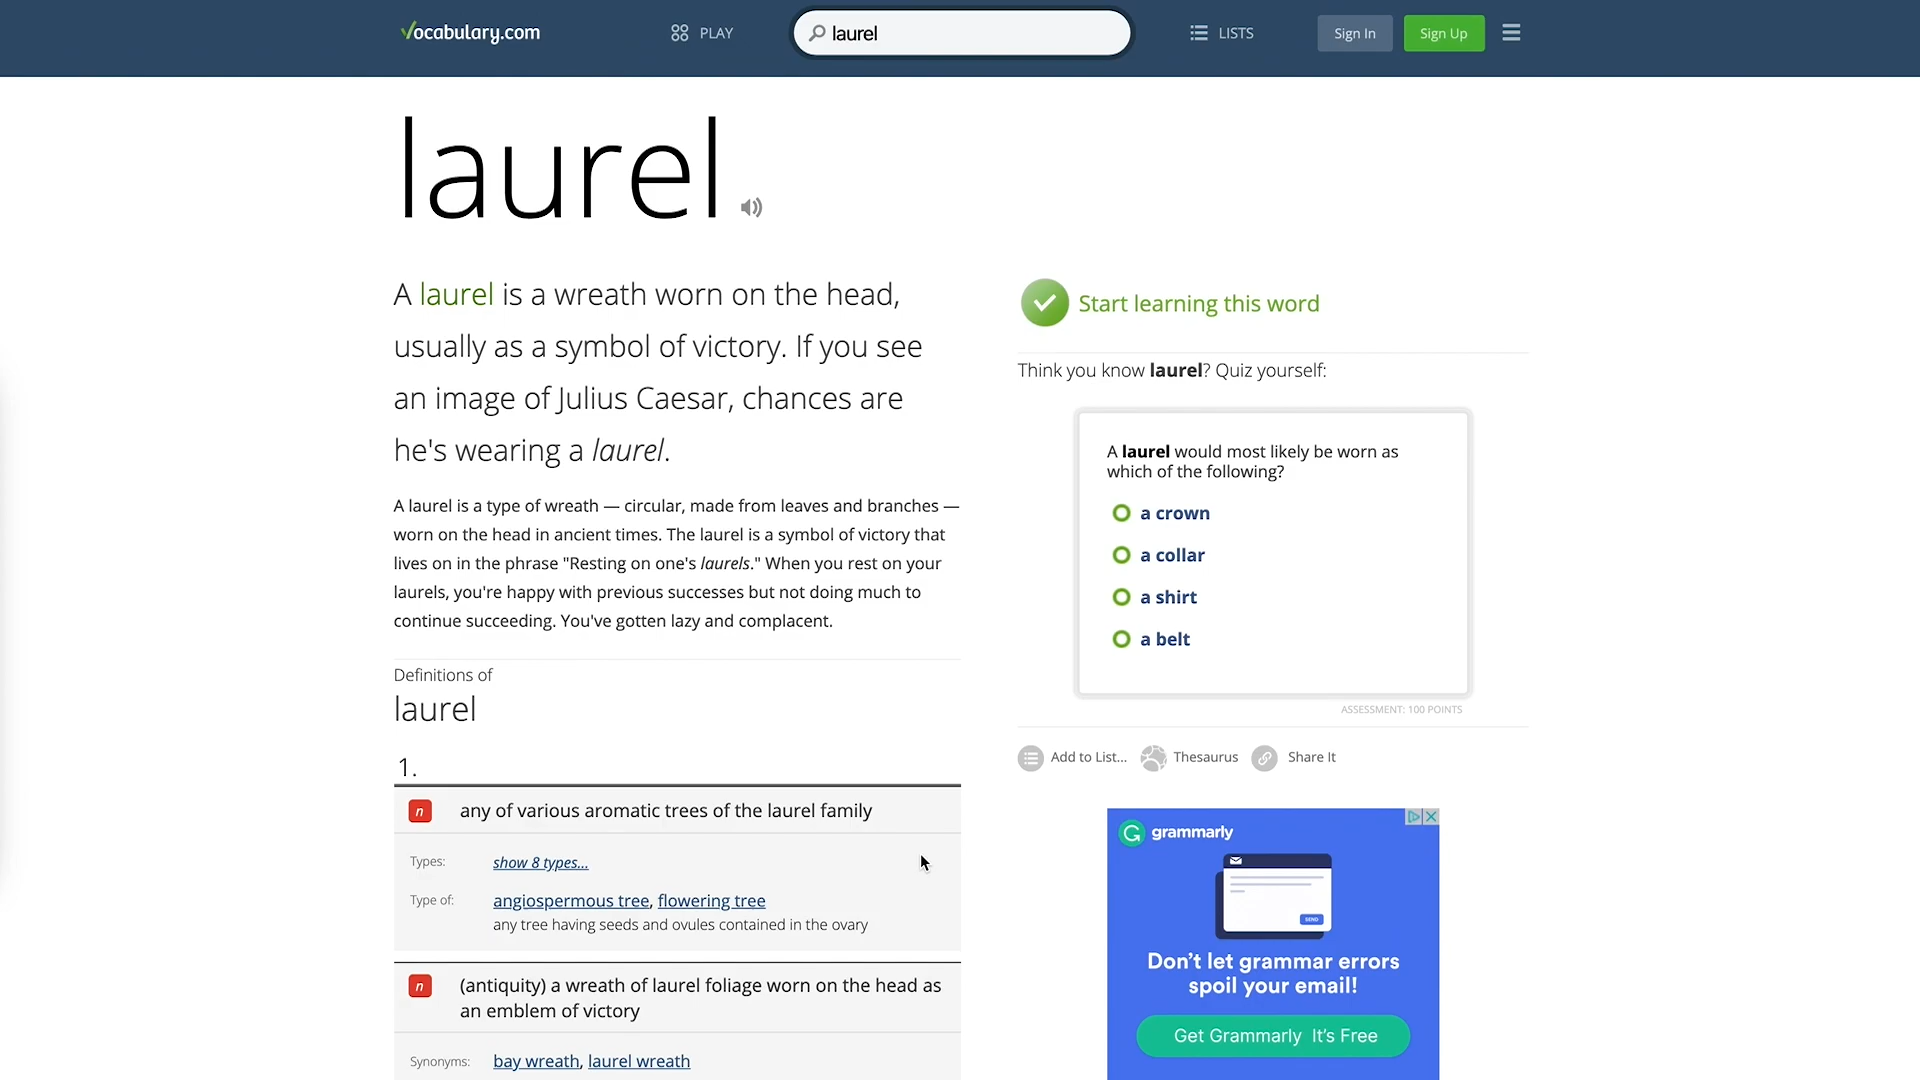 Vocabulary.com
PLAY
laurel
LISTS
Sign In
Sign Up
laurel
A laurel is a wreath worn on the head,
usually as a symbol of victory. If you see
an image of Julius Caesar, chances are
he's wearing a laurel.
A laurel is a type of wreath — circular, made from leaves and branches —
worn on the head in ancient times. The laurel is a symbol of victory that
lives on in the phrase "Resting on one's laurels." When you rest on your
laurels, you're happy with previous successes but not doing much to
continue succeeding. You've gotten lazy and complacent.
Definitions of
laurel
1.
n any of various aromatic trees of the laurel family
Types: show 8 types...
Type of: angiospermous tree, flowering tree
any tree having seeds and ovules contained in the ovary
n (antiquity) a wreath of laurel foliage worn on the head as
an emblem of victory
Synonyms: bay wreath, laurel wreath
Start learning this word
Think you know laurel? Quiz yourself:
A laurel would most likely be worn as
which of the following?
a crown
a collar
a shirt
a belt
ASSESSMENT: 100 POINTS
Add to List...
Thesaurus
Share It
grammarly
SEND
Don't let grammar errors
spoil your email!
Get Grammarly It's Free